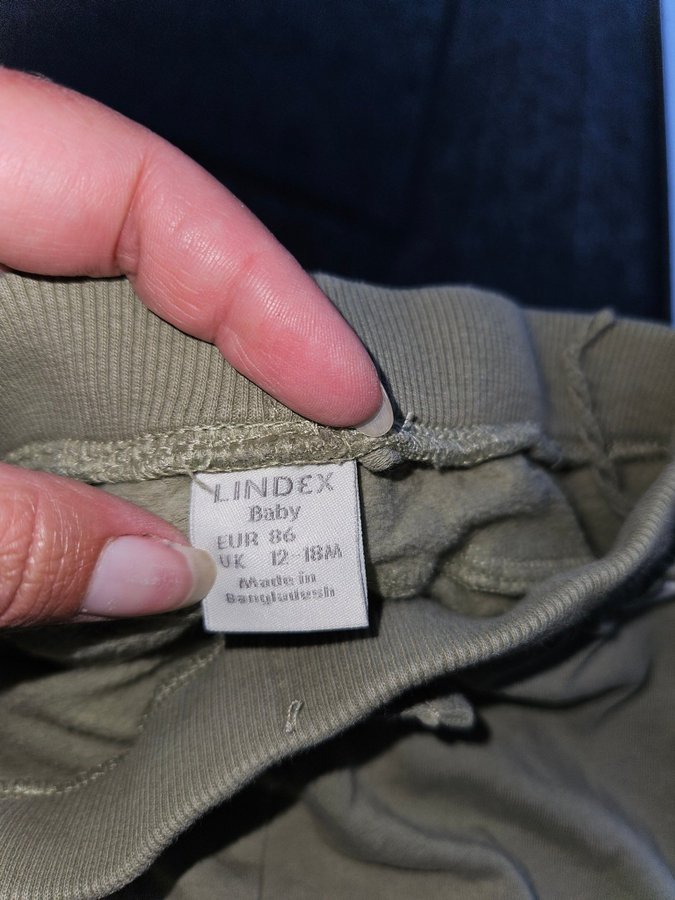 LINDEX
Baby
EUR 86
UK 12-18M
Made in
Bangladesh